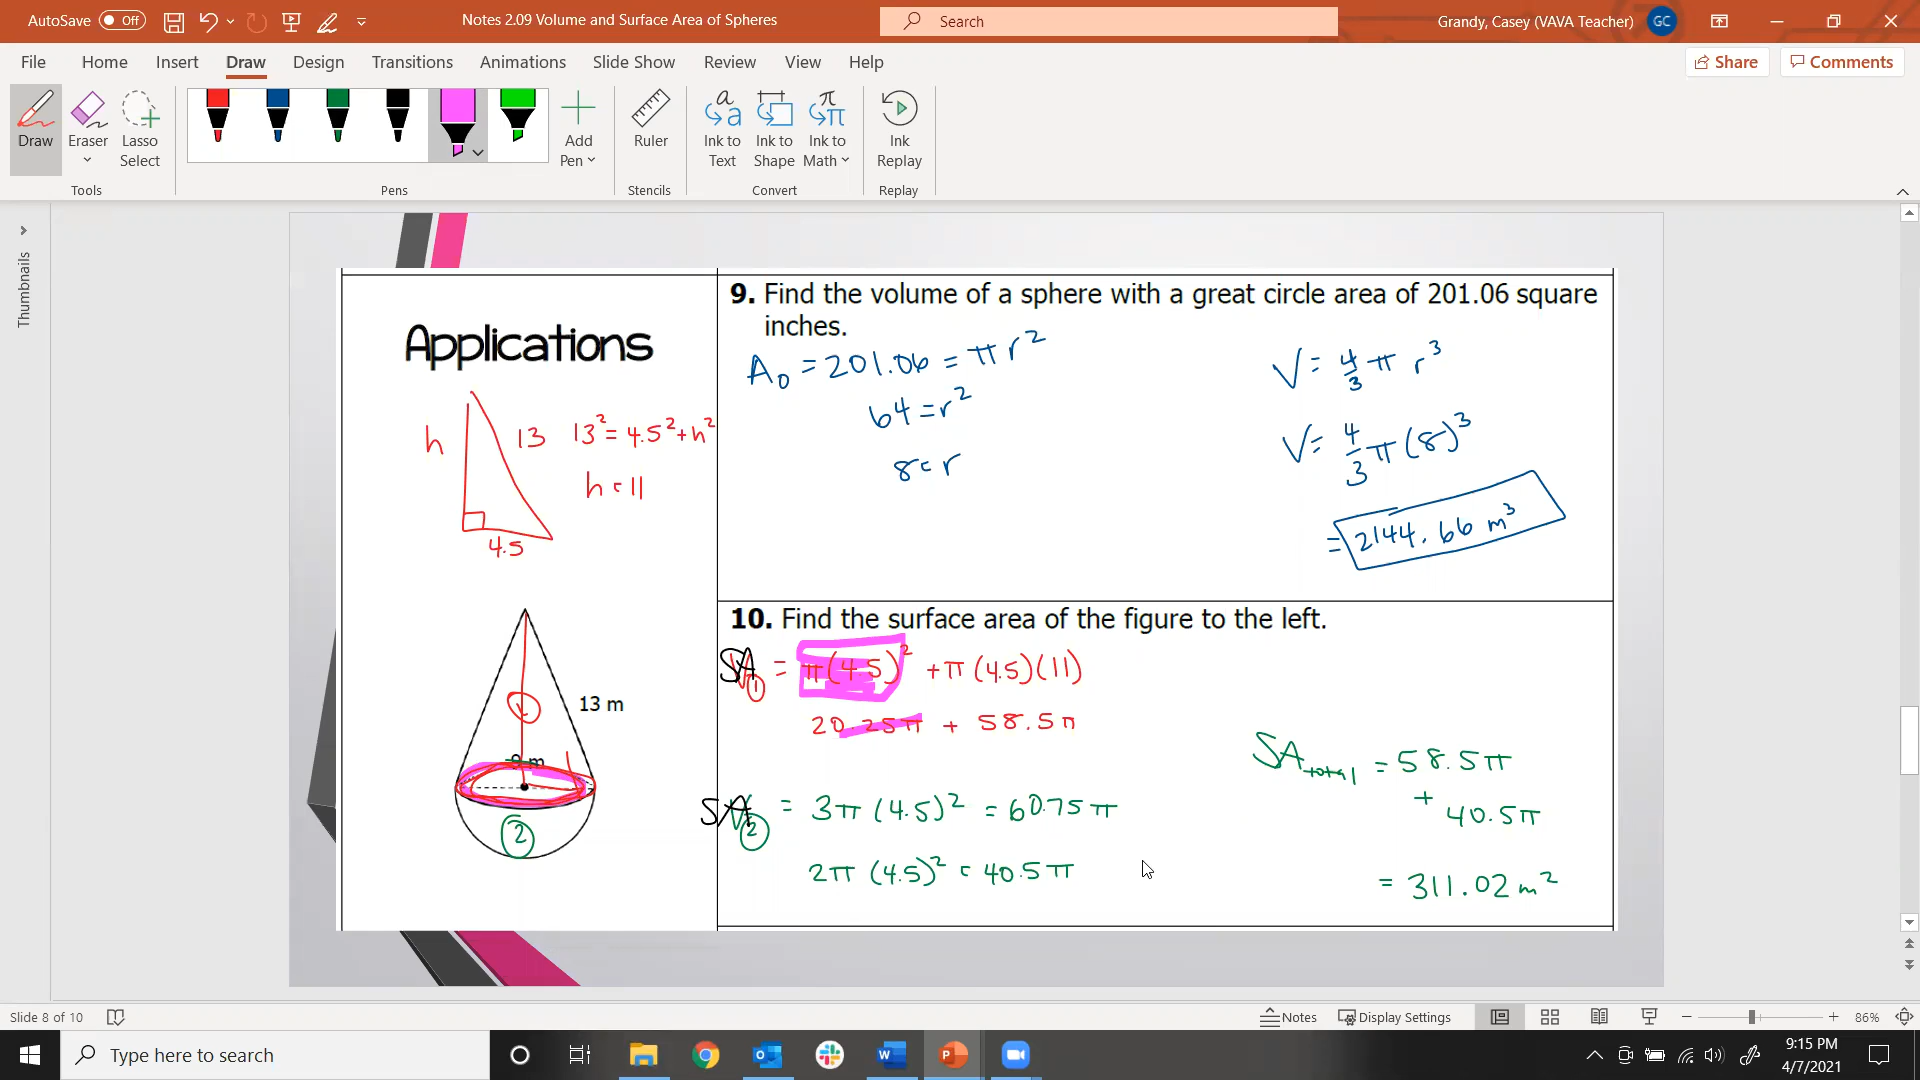 AutoSave Off Notes 2.09 Volume and Surface Area of Spheres Search Grandy, Casey (VAVA Teacher) GC
File Home Insert Draw Design Transitions Animations Slide Show Review View Help Share Comments
Draw Eraser Lasso Select Add Pen Ruler Ink to Text Ink to Shape Ink to Math Ink Replay
Tools Pens Stencils Convert Replay
Thumbnails
Applications
h 13 13² = 4.5² + h²
h = 11
4.5
1
13 m
9 m
2
9. Find the volume of a sphere with a great circle area of 201.06 square
inches.
A₀ = 201.06 = π r²
64 = r²
8 = r
V = 4/3 π r³
V = 4/3 π (8)³
= 2144.66 m³
10. Find the surface area of the figure to the left.
SA ① = π(4.5)² + π(4.5)(11)
20.25π + 58.5π
SA ② = 3π(4.5)² = 60.75π
2π(4.5)² = 40.5π
SA total = 58.5π
+ 40.5π
= 311.02 m²
Slide 8 of 10 Notes Display Settings 86%
Type here to search 9:15 PM
4/7/2021